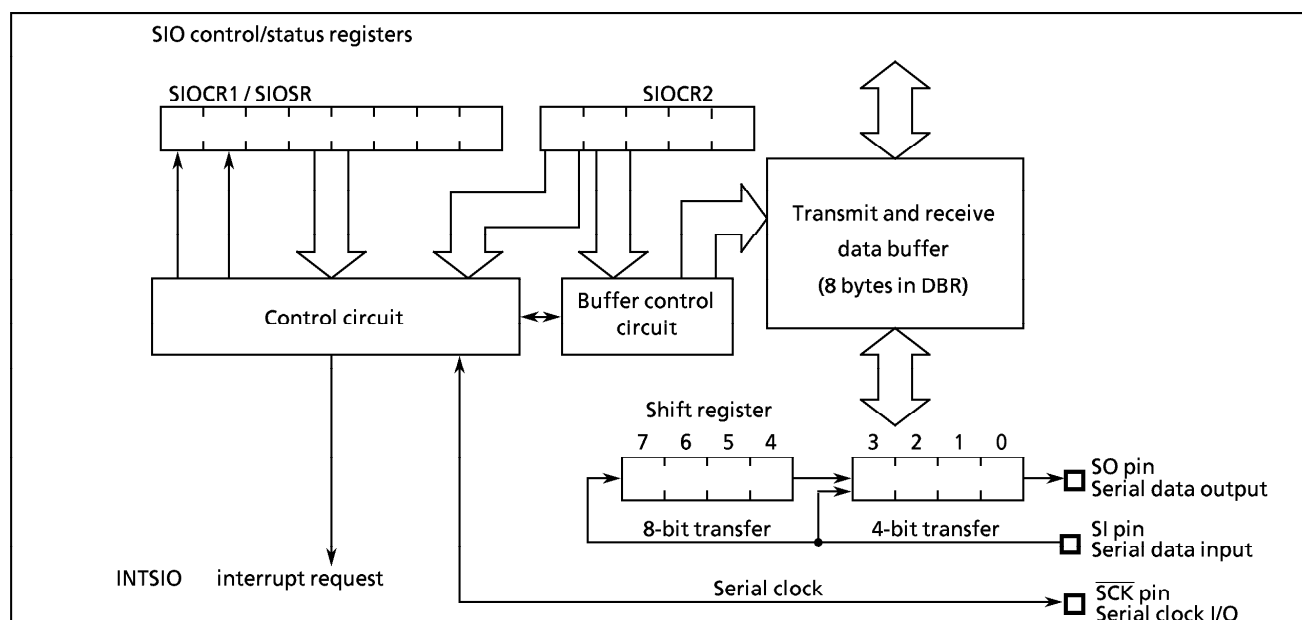 SIO control/status registers
SIOCR1 / SIOSR
SIOCR2
Transmit and receive
data buffer
(8 bytes in DBR)
Control circuit
Buffer control
circuit
Shift register
7 6 5 4
3 2 1 0
SO pin
Serial data output
8-bit transfer
4-bit transfer
SI pin
Serial data input
INTSIO interrupt request
Serial clock
S̅C̅K̅ pin
Serial clock I/O